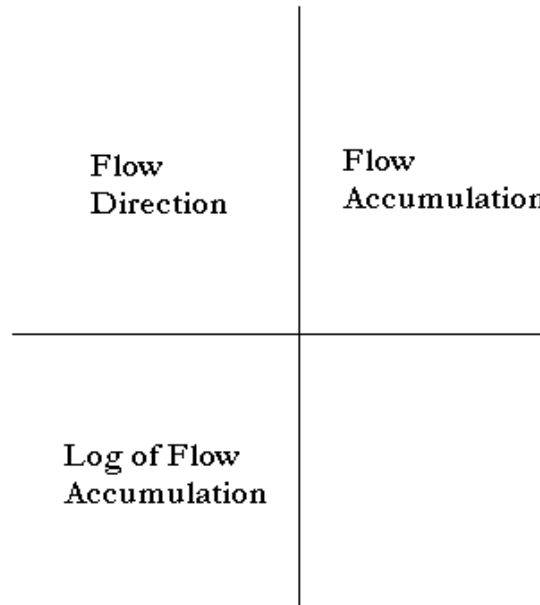 Flow
Direction
Flow
Accumulation
Log of Flow
Accumulation